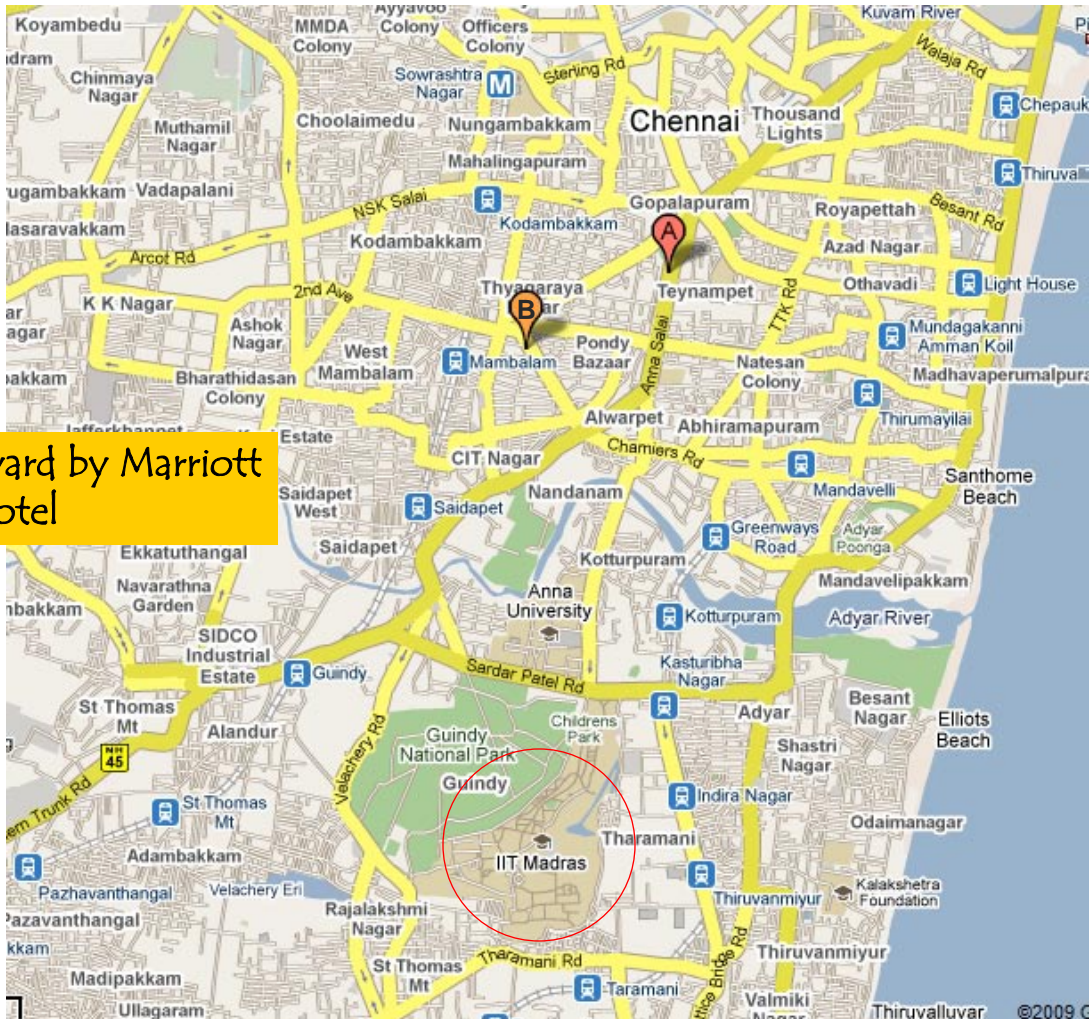 Koyambedu
MMDA
Colony
Ayyavoo
Colony
Officers
Colony
Kuvam River
Walaja Rd
Chinmaya
Nagar
Sowrashtra
Nagar
M
Sterling Rd
Chepauk
Muthamil
Nagar
Choolaimedu
Nungambakkam
Chennai
Thousand
Lights
Mahalingapuram
Vadapalani
NSK Salai
Kodambakkam
Gopalapuram
Royapettah
Besant Rd
Kodambakkam
A
Azad Nagar
Arcot Rd
2nd Ave
Teynampet
Othavadi
Light House
K K Nagar
B
Ashok
Nagar
West
Mambalam
Mambalam
Pondy
Bazaar
Anna Salai
TTK Rd
Mundagakanni
Amman Koil
Natesan
Colony
Bharathidasan
Colony
Alwarpet
Abhiramapuram
Thirumayilai
Estate
CIT Nagar
Chamiers Rd
yard by Marriott
otel
Saidapet
West
Saidapet
Nandanam
Mandavelli
Santhome
Beach
Ekkatuthangal
Saidapet
Kotturpuram
Greenways
Road
Adyar
Poonga
Navarathna
Garden
Anna
University
Mandavelipakkam
Kotturpuram
Adyar River
SIDCO
Industrial
Estate
Guindy
Sardar Patel Rd
Kasturibha
Nagar
St Thomas
Mt
Alandur
NH
45
Velachery Rd
Guindy
National Park
Guindy
Childrens
Park
Adyar
Besant
Nagar
Elliots
Beach
Shastri
Nagar
St Thomas
Mt
Indira Nagar
Tharamani
Odaimanagar
Adambakkam
IIT Madras
Pazhavanthangal
Velachery Eri
Thiruvanmiyur
Kalakshetra
Foundation
Pazavanthangal
Rajalakshmi
Nagar
Madipakkam
St Thomas
Mt
Tharamani Rd
Thiruvanmiyur
Taramani
Ullagaram
Valmiki
Nagar
Thiruvalluvar
©2009